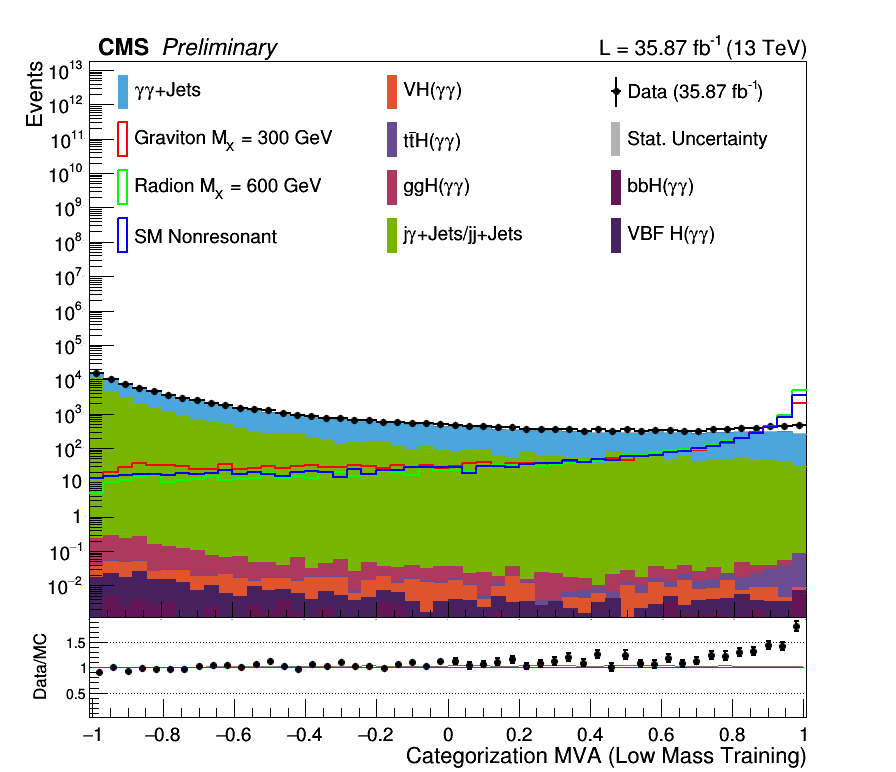 CMS Preliminary L = 35.87 fb⁻¹ (13 TeV)
Events
10¹³
10¹²
10¹¹
10¹⁰
10⁹
10⁸
10⁷
10⁶
10⁵
10⁴
10³
10²
10
1
10⁻¹
10⁻²
γγ+Jets
Graviton Mₓ = 300 GeV
Radion Mₓ = 600 GeV
SM Nonresonant
VH(γγ)
tt̄H(γγ)
ggH(γγ)
jγ+Jets/jj+Jets
Data (35.87 fb⁻¹)
Stat. Uncertainty
bbH(γγ)
VBF H(γγ)
Data/MC
1.5
1
0.5
−1 −0.8 −0.6 −0.4 −0.2 0 0.2 0.4 0.6 0.8 1
Categorization MVA (Low Mass Training)